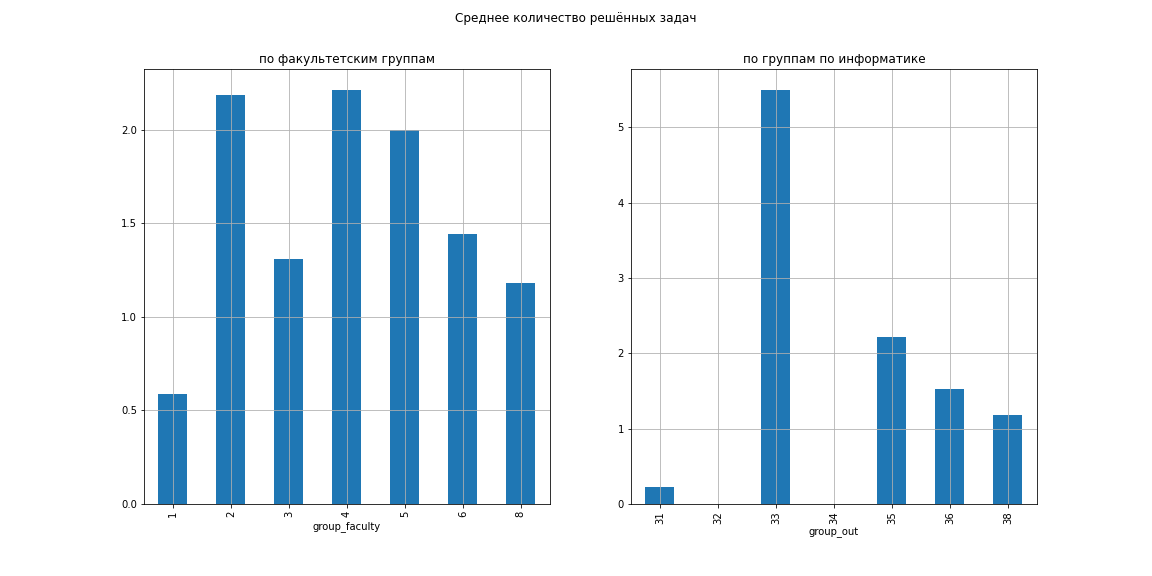 Среднее количество решённых задач
по факультетским группам
2.0
1.5
1.0
0.5
0.0
1 2 3 4 5 6 8
group_faculty
по группам по информатике
5
4
3
2
1
0
31 32 33 34 35 36 38
group_out